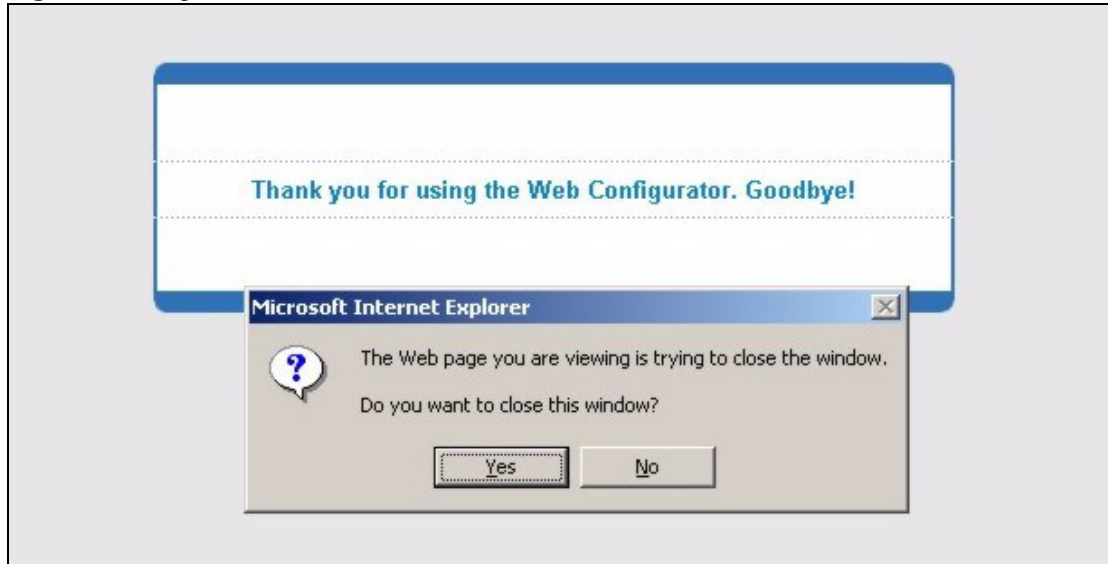 Thank you for using the Web Configurator. Goodbye!
Microsoft Internet Explorer
?
The Web page you are viewing is trying to close the window.
Do you want to close this window?
Yes No